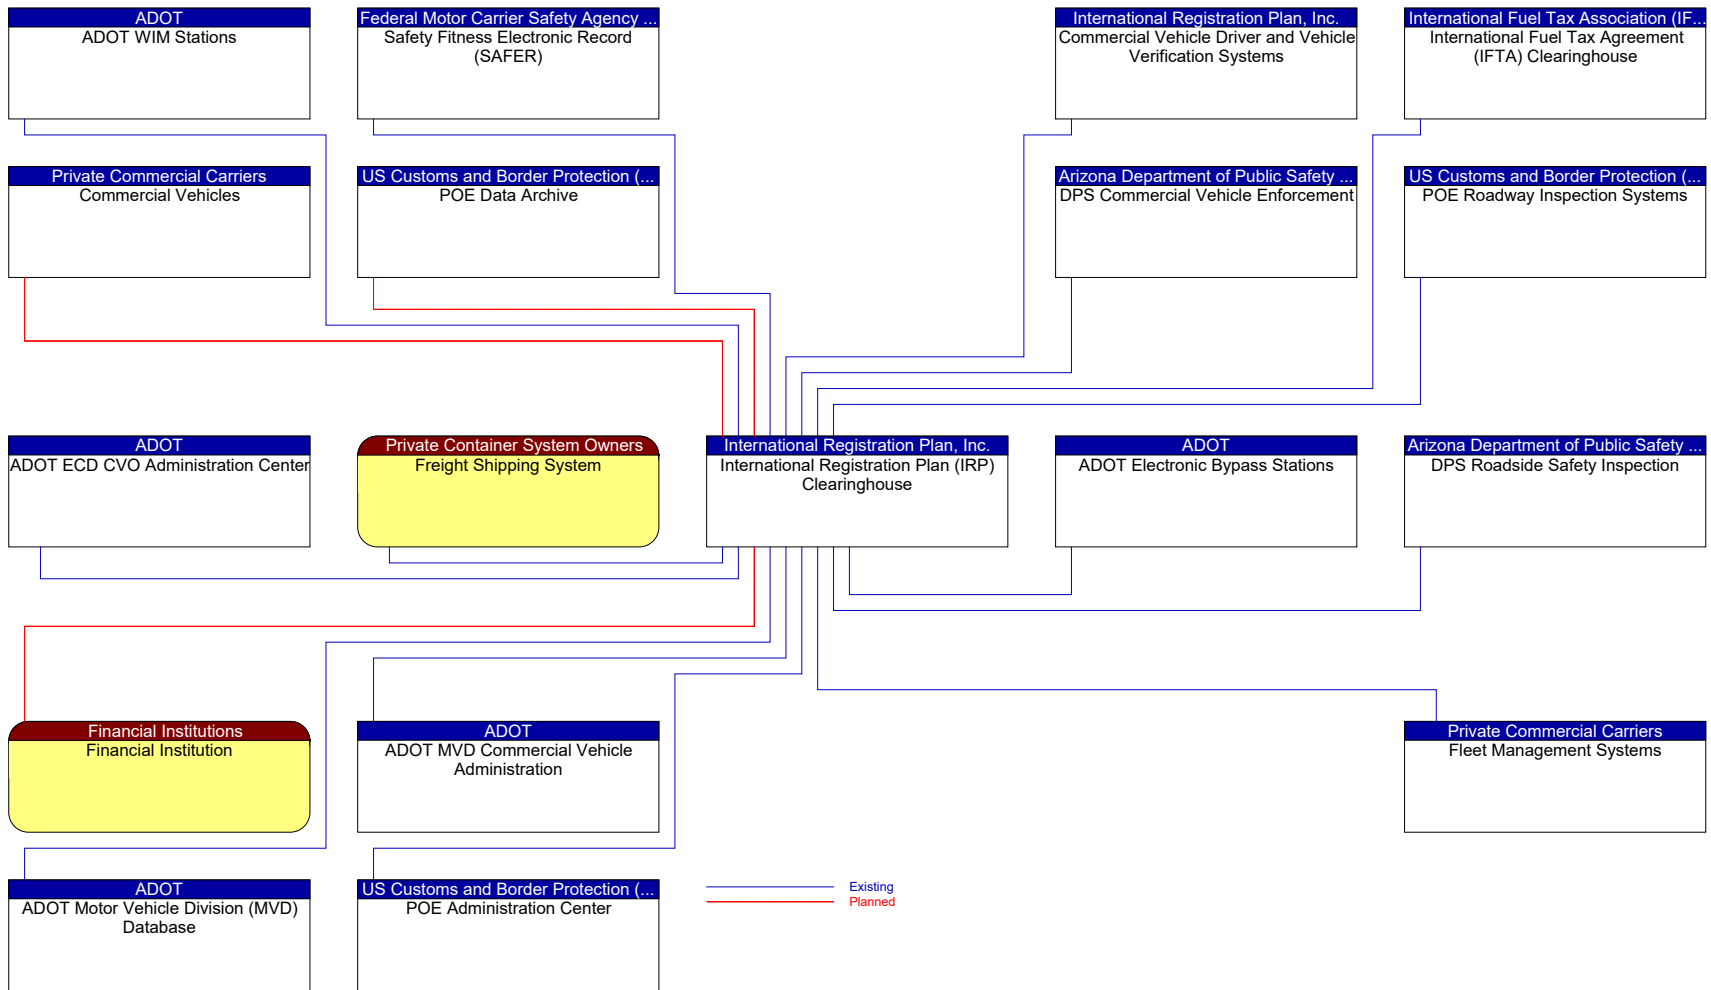 ADOT
ADOT WIM Stations
Federal Motor Carrier Safety Agency ...
Safety Fitness Electronic Record
(SAFER)
International Registration Plan, Inc.
Commercial Vehicle Driver and Vehicle
Verification Systems
International Fuel Tax Association (IF...
International Fuel Tax Agreement
(IFTA) Clearinghouse
Private Commercial Carriers
Commercial Vehicles
US Customs and Border Protection (...
POE Data Archive
Arizona Department of Public Safety ...
DPS Commercial Vehicle Enforcement
US Customs and Border Protection (...
POE Roadway Inspection Systems
ADOT
ADOT ECD CVO Administration Center
Private Container System Owners
Freight Shipping System
International Registration Plan, Inc.
International Registration Plan (IRP)
Clearinghouse
ADOT
ADOT Electronic Bypass Stations
Arizona Department of Public Safety ...
DPS Roadside Safety Inspection
Financial Institutions
Financial Institution
ADOT
ADOT MVD Commercial Vehicle
Administration
Private Commercial Carriers
Fleet Management Systems
ADOT
ADOT Motor Vehicle Division (MVD)
Database
US Customs and Border Protection (...
POE Administration Center
Existing
Planned